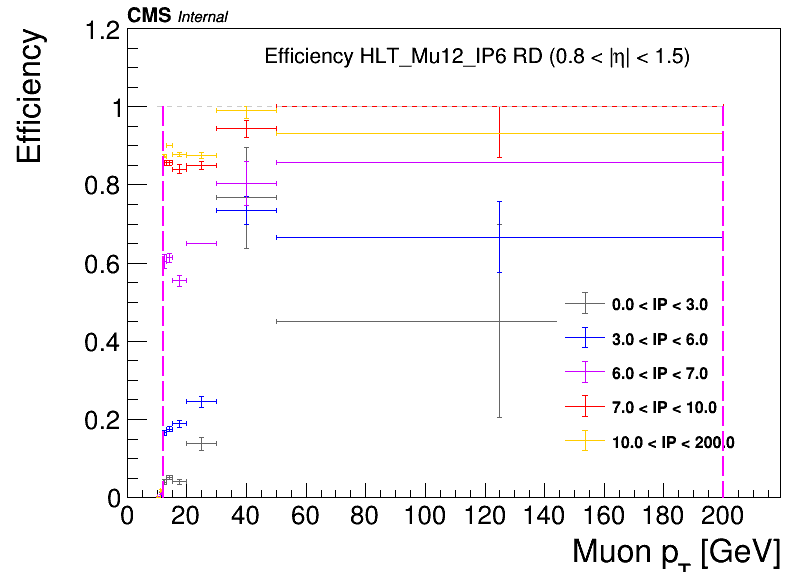 CMS Internal
Efficiency HLT_Mu12_IP6 RD (0.8 < |η| < 1.5)
Efficiency
1.2
1
0.8
0.6
0.4
0.2
0
0.0 < IP < 3.0
3.0 < IP < 6.0
6.0 < IP < 7.0
7.0 < IP < 10.0
10.0 < IP < 200.0
0 20 40 60 80 100 120 140 160 180 200
Muon pT [GeV]